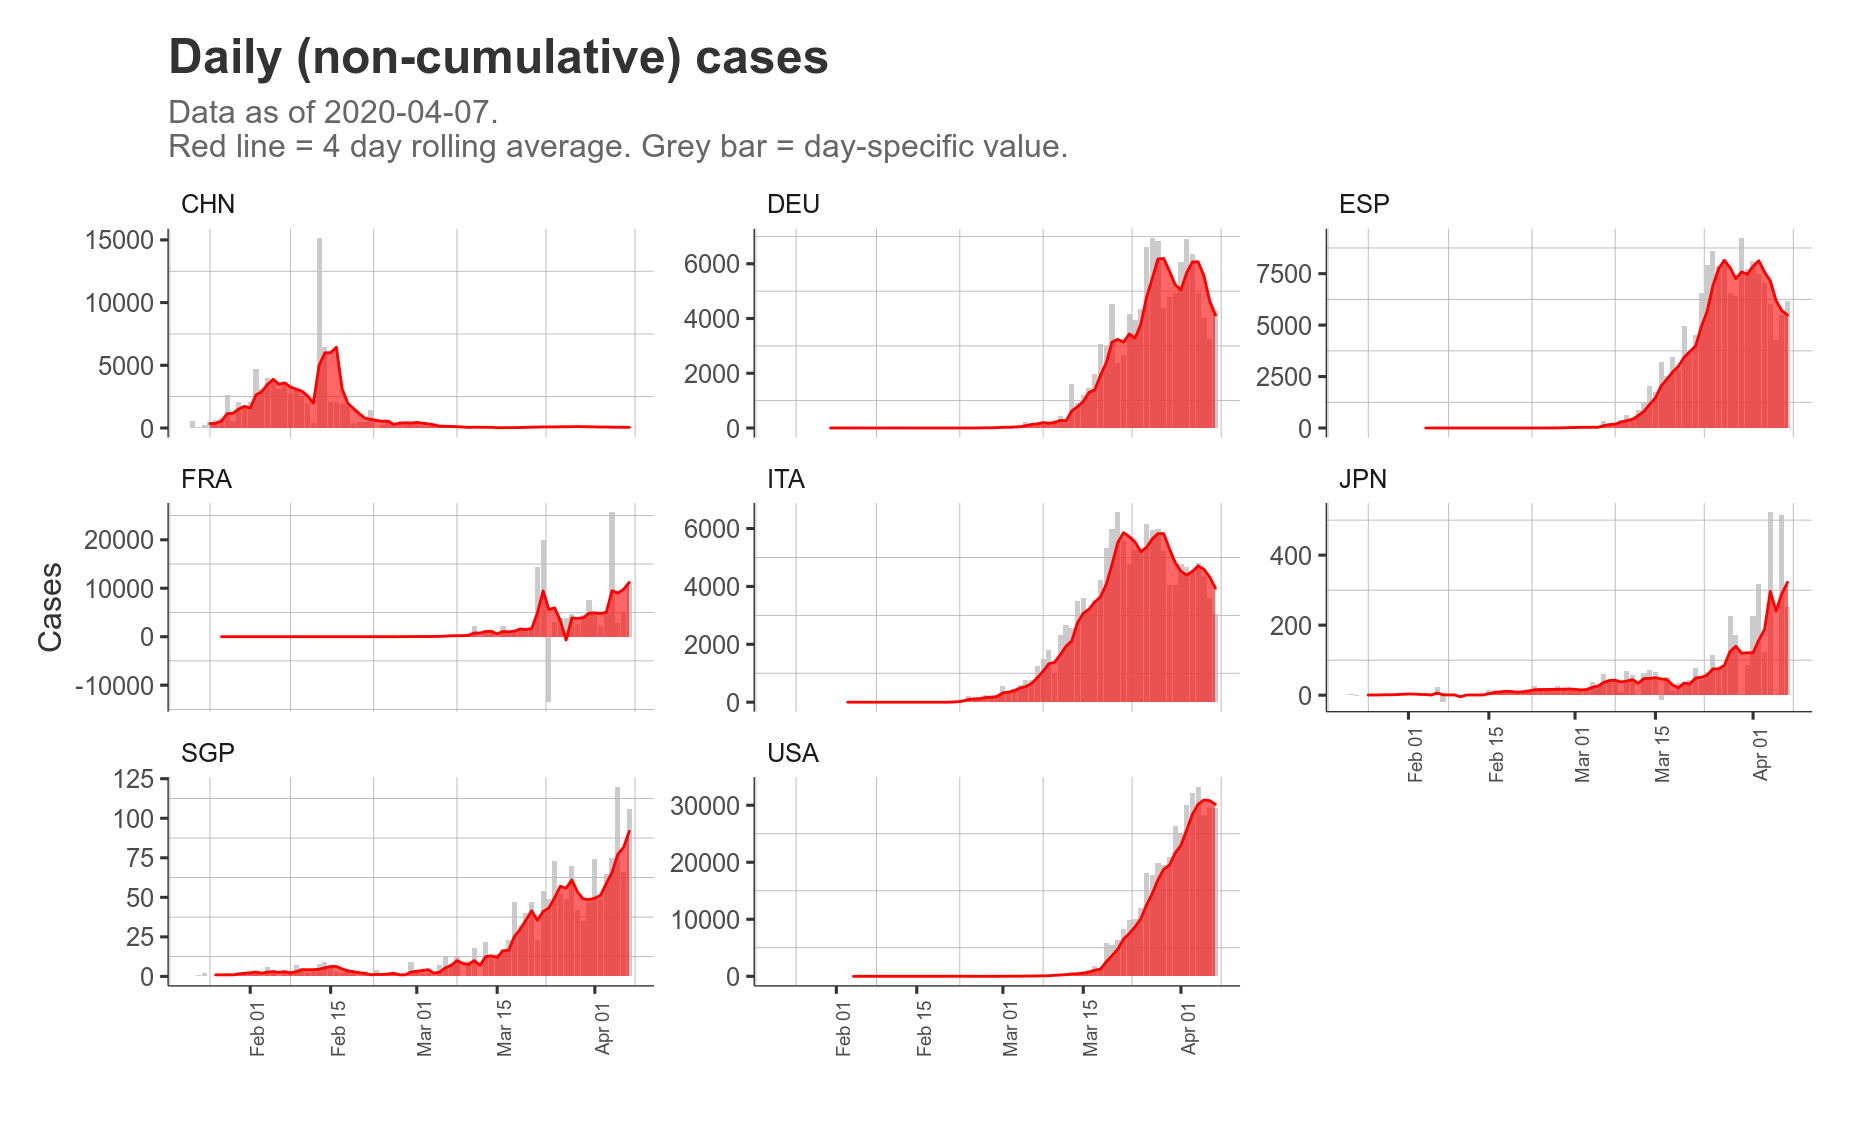 Daily (non-cumulative) cases
Data as of 2020-04-07.
Red line = 4 day rolling average. Grey bar = day-specific value.
CHN
15000
10000
5000
0
DEU
6000
4000
2000
0
ESP
7500
5000
2500
0
Cases
FRA
20000
10000
0
-10000
ITA
6000
4000
2000
0
JPN
400
200
0
Feb 01
Feb 15
Mar 01
Mar 15
Apr 01
SGP
125
100
75
50
25
0
Feb 01
Feb 15
Mar 01
Mar 15
Apr 01
USA
30000
20000
10000
0
Feb 01
Feb 15
Mar 01
Mar 15
Apr 01